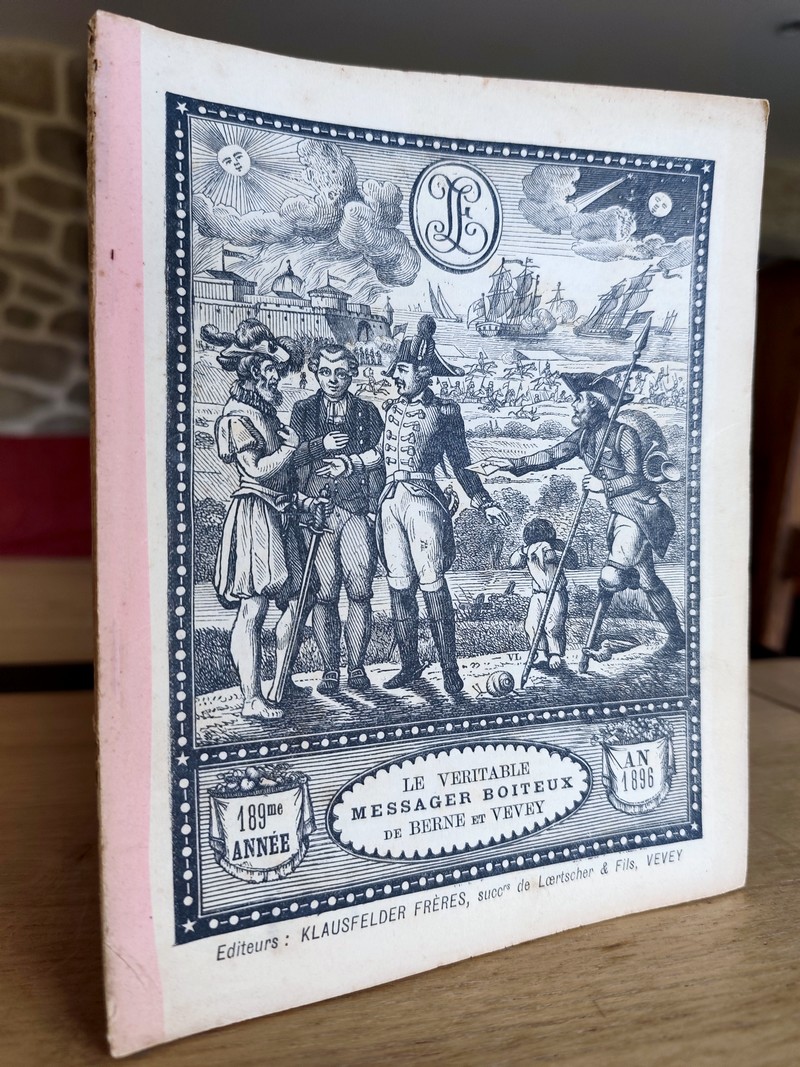 189me
ANNÉE
LE VERITABLE
MESSAGER BOITEUX
DE BERNE ET VEVEY
AN
1896
Editeurs : KLAUSFELDER FRÈRES, succrs de Lœrtscher & Fils, VEVEY